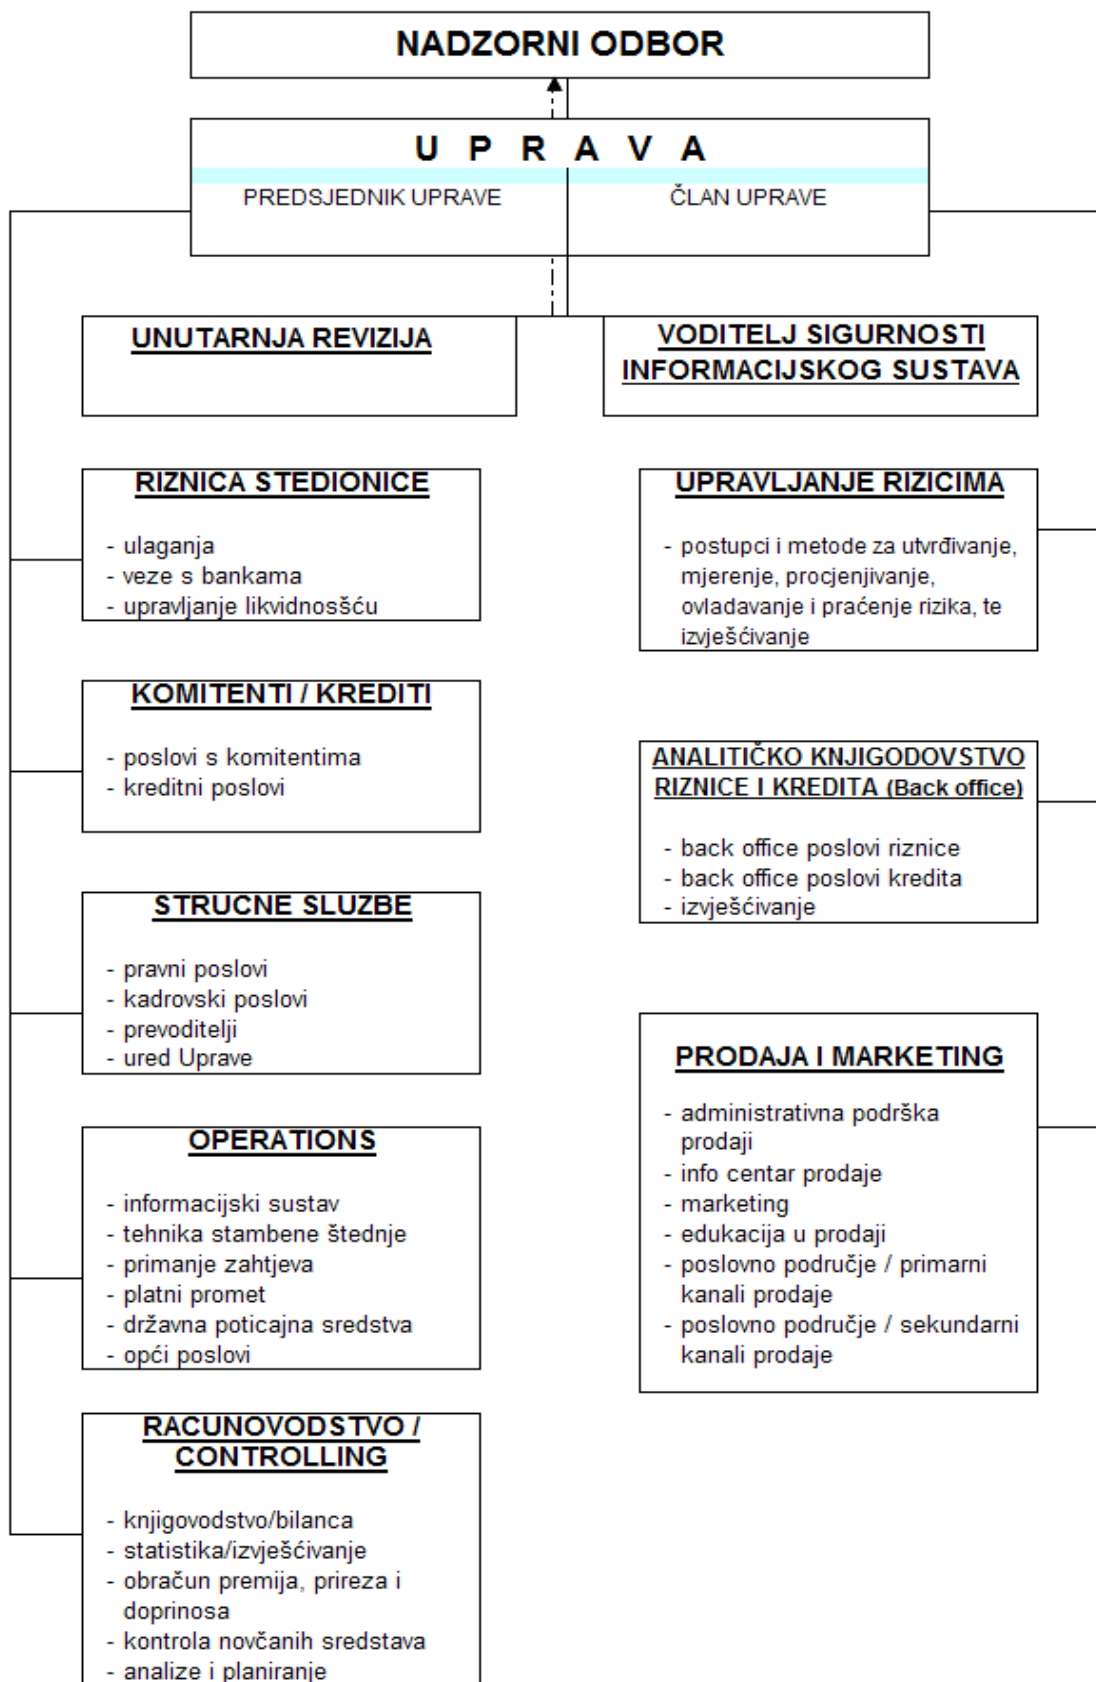 NADZORNI ODBOR
U P R A V A
PREDSJEDNIK UPRAVE
ČLAN UPRAVE
UNUTARNJA REVIZIJA
VODITELJ SIGURNOSTI
INFORMACIJSKOG SUSTAVA
RIZNICA STEDIONICE
- ulaganja
- veze s bankama
- upravljanje likvidnošću
UPRAVLJANJE RIZICIMA
- postupci i metode za utvrđivanje,
mjerenje, procjenjivanje,
ovladavanje i praćenje rizika, te
izvješćivanje
KOMITENTI / KREDITI
- poslovi s komitentima
- kreditni poslovi
ANALITIČKO KNJIGODOVSTVO
RIZNICE I KREDITA (Back office)
- back office poslovi riznice
- back office poslovi kredita
- izvješćivanje
STRUCNE SLUZBE
- pravni poslovi
- kadrovski poslovi
- prevoditelji
- ured Uprave
PRODAJA I MARKETING
- administrativna podrška
prodaji
- info centar prodaje
- marketing
- edukacija u prodaji
- poslovno područje / primarni
kanali prodaje
- poslovno područje / sekundarni
kanali prodaje
OPERATIONS
- informacijski sustav
- tehnika stambene štednje
- primanje zahtjeva
- platni promet
- državna poticajna sredstva
- opći poslovi
RACUNOVODSTVO /
CONTROLLING
- knjigovodstvo/bilanca
- statistika/izvješćivanje
- obračun premija, prireza i
doprinosa
- kontrola novčanih sredstava
- analize i planiranje